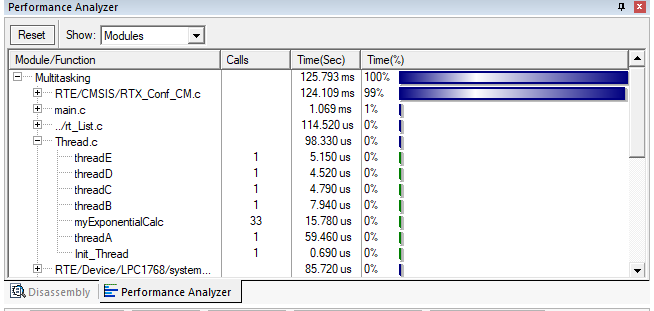 Performance Analyzer
Reset Show: Modules
Module/Function Calls Time(Sec) Time(%)
Multitasking 125.793 ms 100%
RTE/CMSIS/RTX_Conf_CM.c 124.109 ms 99%
main.c 1.069 ms 1%
../rt_List.c 114.520 us 0%
Thread.c 98.330 us 0%
threadE 1 5.150 us 0%
threadD 1 4.520 us 0%
threadC 1 4.790 us 0%
threadB 1 7.940 us 0%
myExponentialCalc 33 15.780 us 0%
threadA 1 59.460 us 0%
Init_Thread 1 0.690 us 0%
RTE/Device/LPC1768/system... 85.720 us 0%
Disassembly Performance Analyzer